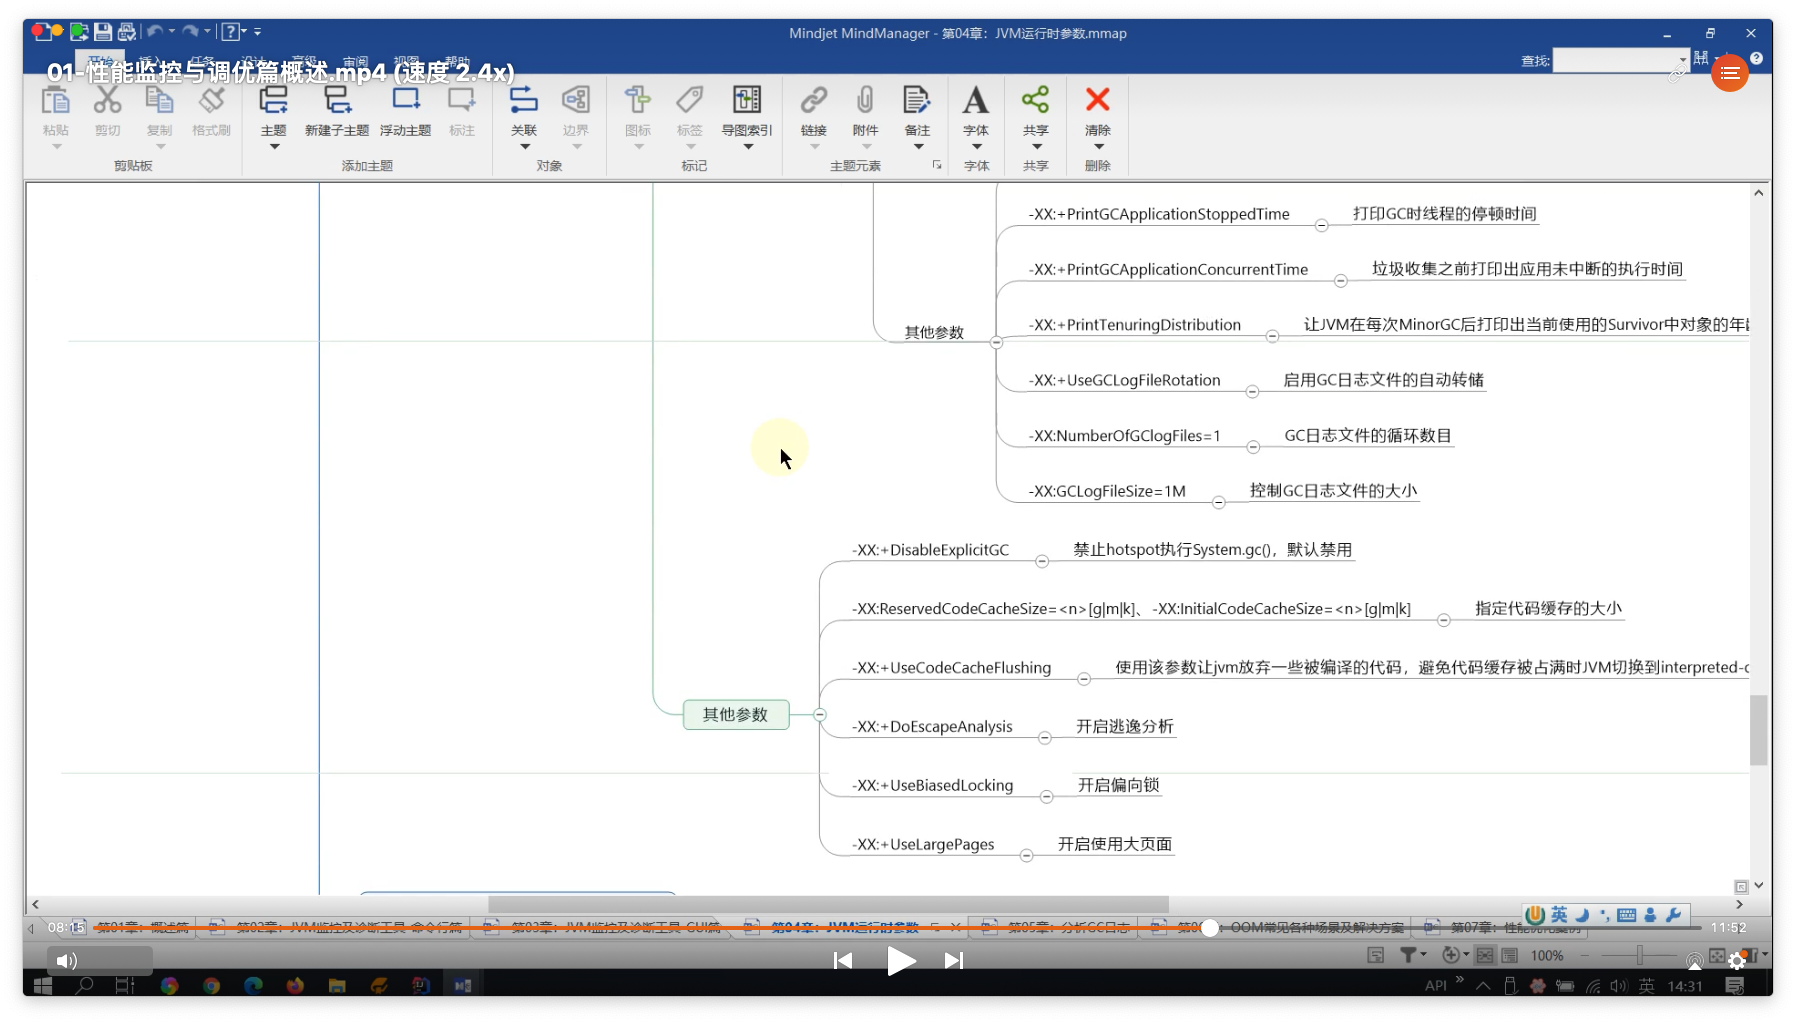 Mindjet MindManager - 第04章：JVM运行时参数.mmap
查找:
01-性能监控与调优篇概述.mp4 (速度 2.4x)
粘贴 剪切 复制 格式刷 主题 新建子主题 浮动主题 标注 关联 边界 图标 标签 导图索引 链接 附件 备注 字体 共享 清除
剪贴板 添加主题 对象 标记 主题元素 字体 共享 删除
-XX:+PrintGCApplicationStoppedTime 打印GC时线程的停顿时间
-XX:+PrintGCApplicationConcurrentTime 垃圾收集之前打印出应用未中断的执行时间
-XX:+PrintTenuringDistribution 让JVM在每次MinorGC后打印出当前使用的Survivor中对象的年
其他参数
-XX:+UseGCLogFileRotation 启用GC日志文件的自动转储
-XX:NumberOfGClogFiles=1 GC日志文件的循环数目
-XX:GCLogFileSize=1M 控制GC日志文件的大小
-XX:+DisableExplicitGC 禁止hotspot执行System.gc()，默认禁用
-XX:ReservedCodeCacheSize=<n>[g|m|k]、-XX:InitialCodeCacheSize=<n>[g|m|k] 指定代码缓存的大小
-XX:+UseCodeCacheFlushing 使用该参数让jvm放弃一些被编译的代码，避免代码缓存被占满时JVM切换到interpreted-
其他参数
-XX:+DoEscapeAnalysis 开启逃逸分析
-XX:+UseBiasedLocking 开启偏向锁
-XX:+UseLargePages 开启使用大页面
英
08:15 第01章：概述篇 第02章：JVM监控及诊断工具-命令行篇 第03章：JVM监控及诊断工具-GUI篇 第04章：JVM运行时参数 第05章：分析GC日志 OOM常见各种场景及解决方案 第07章：性能优化案例 11:52
100%
API 英 14:31